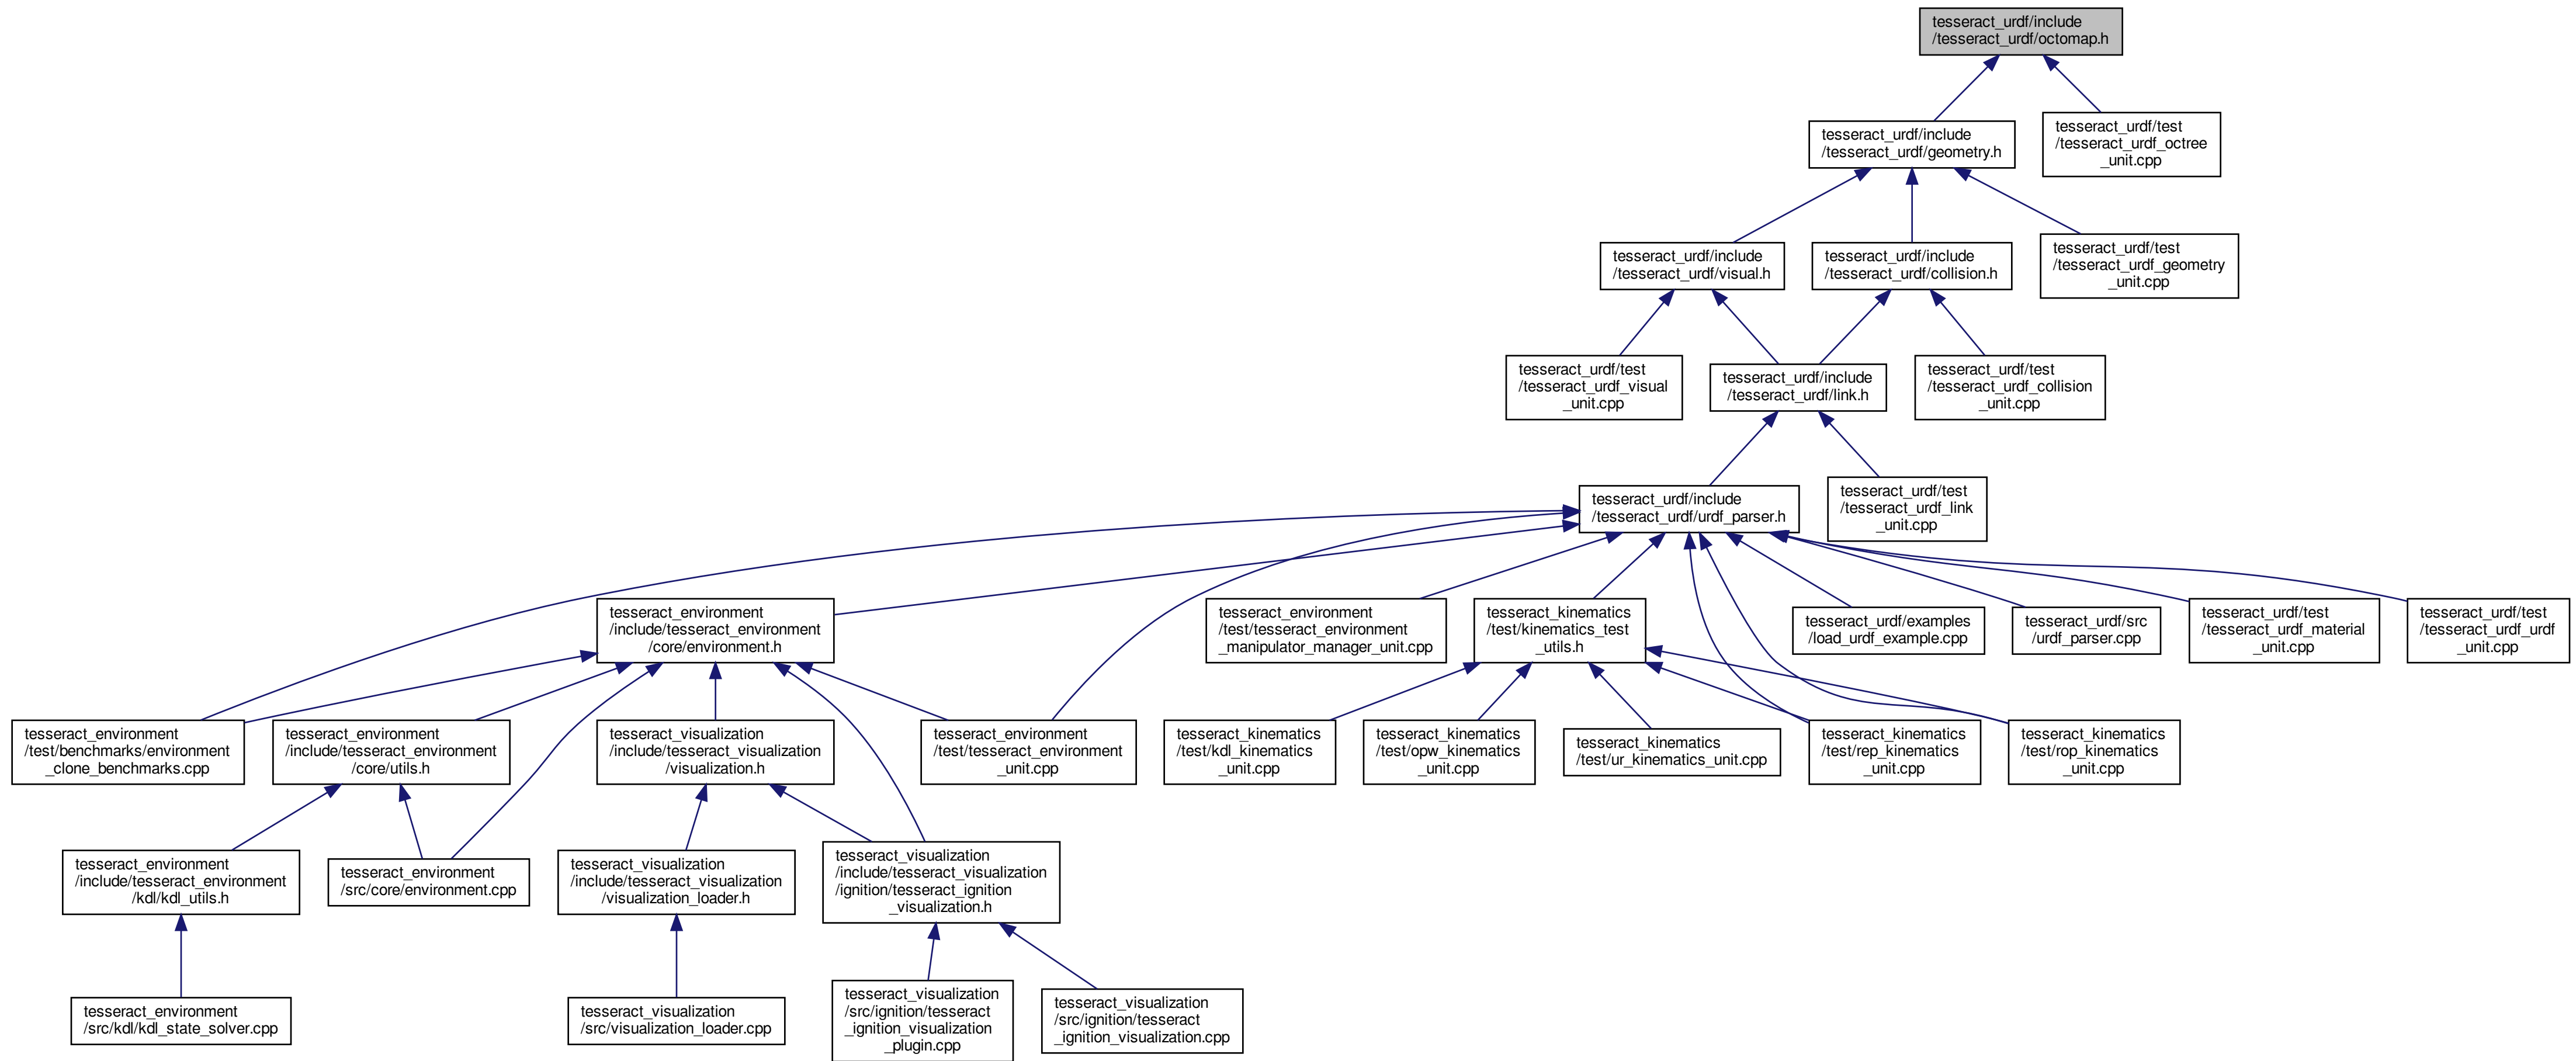 tesseract_urdf/include
/tesseract_urdf/octomap.h
tesseract_urdf/include
/tesseract_urdf/geometry.h
tesseract_urdf/test
/tesseract_urdf_octree
_unit.cpp
tesseract_urdf/include
/tesseract_urdf/visual.h
tesseract_urdf/include
/tesseract_urdf/collision.h
tesseract_urdf/test
/tesseract_urdf_geometry
_unit.cpp
tesseract_urdf/test
/tesseract_urdf_visual
_unit.cpp
tesseract_urdf/include
/tesseract_urdf/link.h
tesseract_urdf/test
/tesseract_urdf_collision
_unit.cpp
tesseract_urdf/include
/tesseract_urdf/urdf_parser.h
tesseract_urdf/test
/tesseract_urdf_link
_unit.cpp
tesseract_environment
/include/tesseract_environment
/core/environment.h
tesseract_environment
/test/tesseract_environment
_manipulator_manager_unit.cpp
tesseract_kinematics
/test/kinematics_test
_utils.h
tesseract_urdf/examples
/load_urdf_example.cpp
tesseract_urdf/src
/urdf_parser.cpp
tesseract_urdf/test
/tesseract_urdf_material
_unit.cpp
tesseract_urdf/test
/tesseract_urdf_urdf
_unit.cpp
tesseract_environment
/test/benchmarks/environment
_clone_benchmarks.cpp
tesseract_environment
/include/tesseract_environment
/core/utils.h
tesseract_visualization
/include/tesseract_visualization
/visualization.h
tesseract_environment
/test/tesseract_environment
_unit.cpp
tesseract_kinematics
/test/kdl_kinematics
_unit.cpp
tesseract_kinematics
/test/opw_kinematics
_unit.cpp
tesseract_kinematics
/test/ur_kinematics_unit.cpp
tesseract_kinematics
/test/rep_kinematics
_unit.cpp
tesseract_kinematics
/test/rop_kinematics
_unit.cpp
tesseract_environment
/include/tesseract_environment
/kdl/kdl_utils.h
tesseract_environment
/src/core/environment.cpp
tesseract_visualization
/include/tesseract_visualization
/visualization_loader.h
tesseract_visualization
/include/tesseract_visualization
/ignition/tesseract_ignition
_visualization.h
tesseract_environment
/src/kdl/kdl_state_solver.cpp
tesseract_visualization
/src/visualization_loader.cpp
tesseract_visualization
/src/ignition/tesseract
_ignition_visualization
_plugin.cpp
tesseract_visualization
/src/ignition/tesseract
_ignition_visualization.cpp